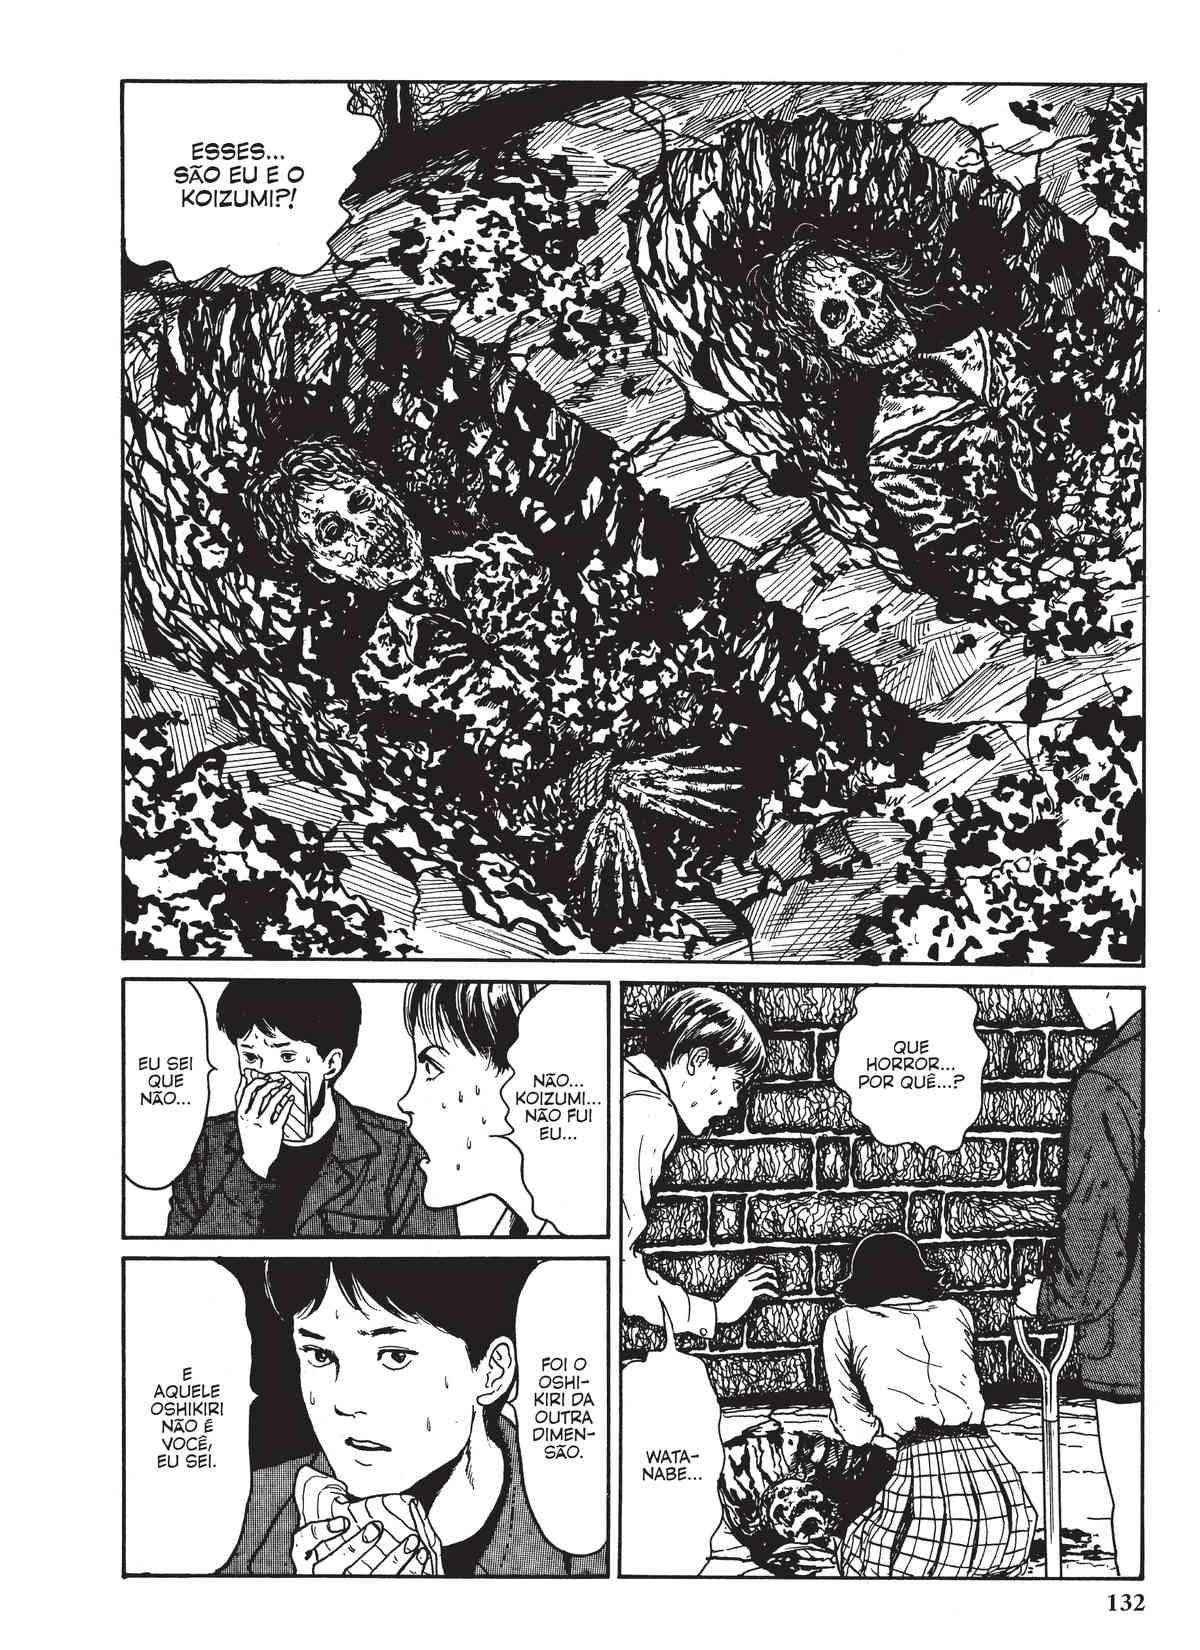 ESSES...
SÃO EU E O
KOIZUMI?!
QUE
HORROR...
POR QUÊ...?
WATA-
NABE...
NÃO...
KOIZUMI...
NÃO FUI
EU...
EU SEI
QUE
NÃO...
FOI O
OSHI-
KIRI DA
OUTRA
DIMEN-
SÃO.
E
AQUELE
OSHIKIRI
NÃO É
VOCÊ,
EU SEI.
132